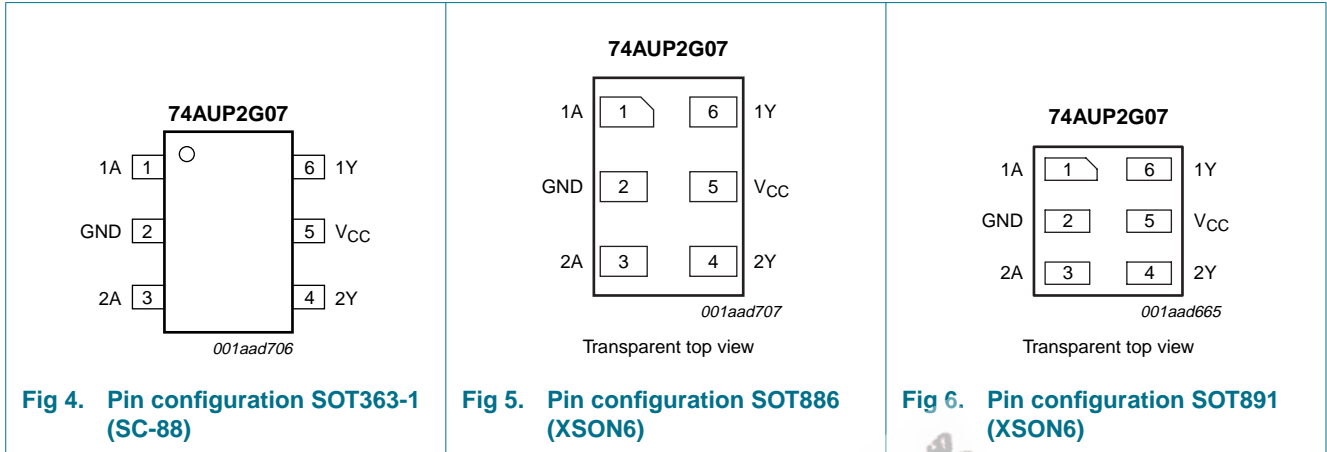 74AUP2G07
1A 1 6 1Y
GND 2 5 VCC
2A 3 4 2Y
001aad706
Fig 4. Pin configuration SOT363-1
(SC-88)
74AUP2G07
1A 1 6 1Y
GND 2 5 VCC
2A 3 4 2Y
001aad707
Transparent top view
Fig 5. Pin configuration SOT886
(XSON6)
74AUP2G07
1A 1 6 1Y
GND 2 5 VCC
2A 3 4 2Y
001aad665
Transparent top view
Fig 6. Pin configuration SOT891
(XSON6)